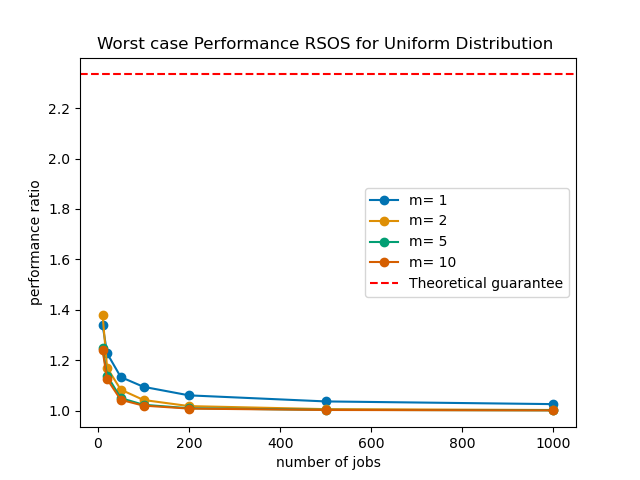 Worst case Performance RSOS for Uniform Distribution
performance ratio
2.2
2.0
1.8
1.6
1.4
1.2
1.0
m= 1
m= 2
m= 5
m= 10
Theoretical guarantee
0 200 400 600 800 1000
number of jobs